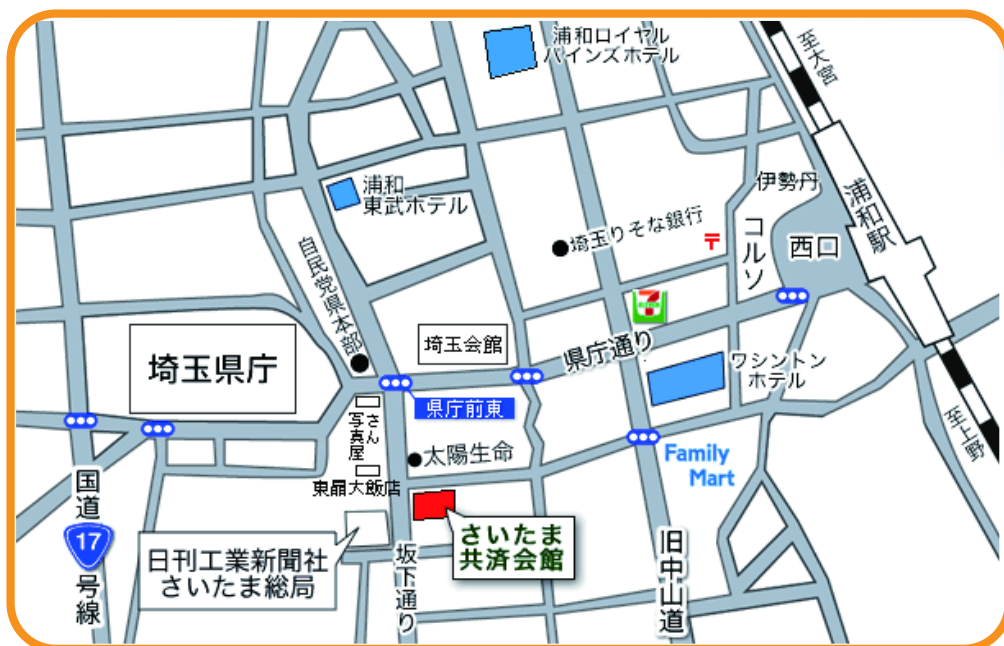 浦和ロイヤル
パインズホテル
至大宮
浦和
東武ホテル
伊勢丹
浦和駅
埼玉りそな銀行
〒
コルソ
西口
自民党県本部
7
ELEVEN
埼玉会館
県庁通り
埼玉県庁
ワシントン
ホテル
県庁前東
さん
写真屋
太陽生命
Family
Mart
至上野
東晶大飯店
国道
17
号線
さいたま
共済会館
日刊工業新聞社
さいたま総局
坂下通り
旧中山道